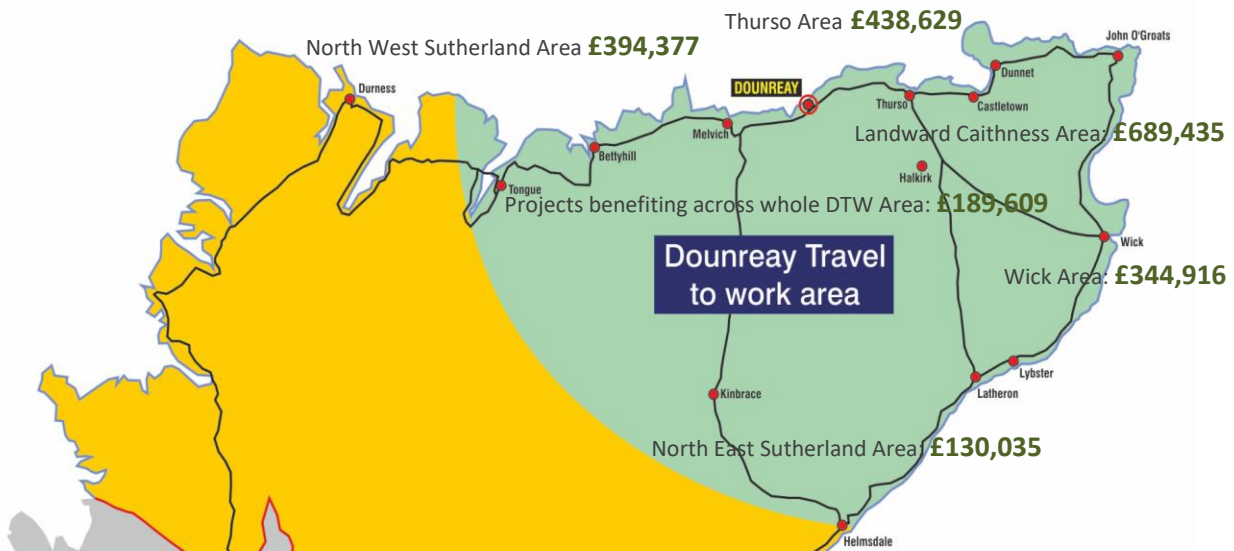 Thurso Area £438,629
North West Sutherland Area £394,377
John O'Groats
Dunnet
Durness
DOUNREAY
Thurso
Castletown
Melvich
Landward Caithness Area: £689,435
Bettyhill
Halkirk
Tongue
Projects benefiting across whole DTW Area: £189,609
Wick
Dounreay Travel
to work area
Wick Area: £344,916
Lybster
Latheron
Kinbrace
North East Sutherland Area: £130,035
Helmsdale